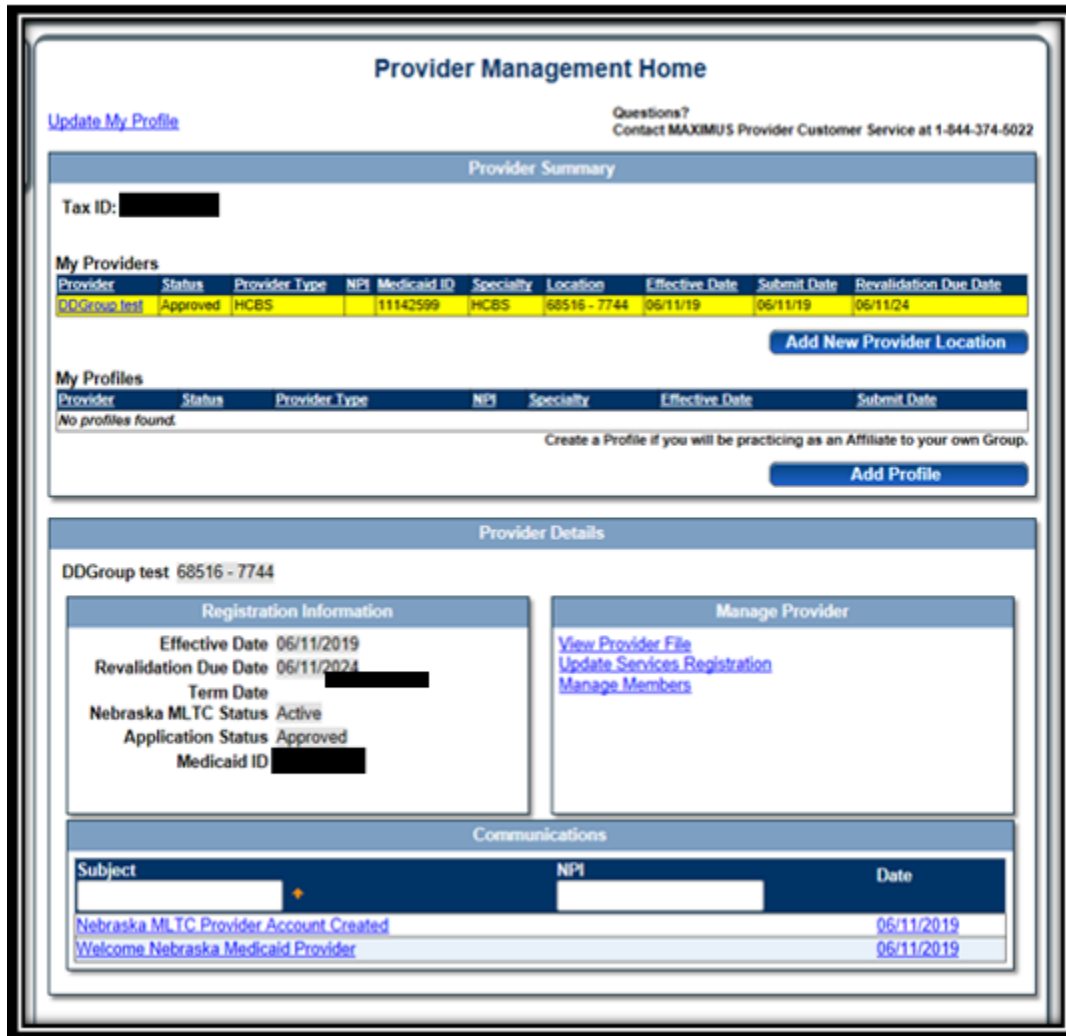 Provider Management Home
Update My Profile
Questions?
Contact MAXIMUS Provider Customer Service at 1-844-374-5022
Provider Summary
Tax ID:
My Providers
Provider Status Provider Type NPI Medicaid ID Specialty Location Effective Date Submit Date Revalidation Due Date
DDGroup test Approved HCBS 11142599 HCBS 68516 - 7744 06/11/19 06/11/19 06/11/24
Add New Provider Location
My Profiles
Provider Status Provider Type NPI Specialty Effective Date Submit Date
No profiles found.
Create a Profile if you will be practicing as an Affiliate to your own Group.
Add Profile
Provider Details
DDGroup test 68516 - 7744
Registration Information
Effective Date 06/11/2019
Revalidation Due Date 06/11/2024
Term Date
Nebraska MLTC Status Active
Application Status Approved
Medicaid ID
Manage Provider
View Provider File
Update Services Registration
Manage Members
Communications
Subject NPI Date
Nebraska MLTC Provider Account Created 06/11/2019
Welcome Nebraska Medicaid Provider 06/11/2019